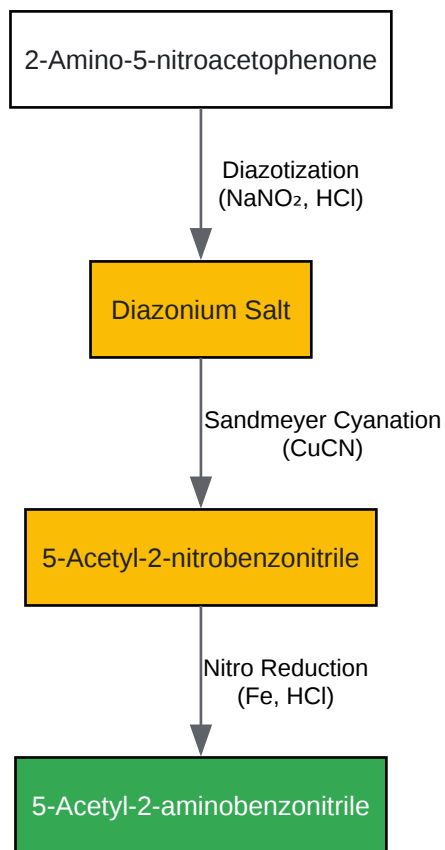 2-Amino-5-nitroacetophenone
Diazotization
(NaNO₂, HCl)
Diazonium Salt
Sandmeyer Cyanation
(CuCN)
5-Acetyl-2-nitrobenzonitrile
Nitro Reduction
(Fe, HCl)
5-Acetyl-2-aminobenzonitrile